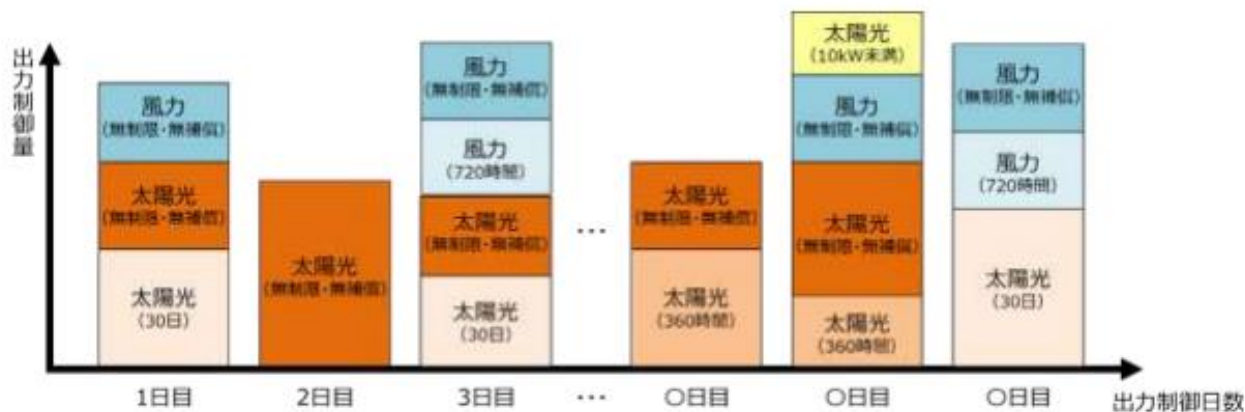 出力制御量
風力
(無制限・無補償)
太陽光
(無制限・無補償)
太陽光
(30日)
太陽光
(無制限・無補償)
風力
(無制限・無補償)
風力
(720時間)
太陽光
(無制限・無補償)
太陽光
(30日)
…
太陽光
(無制限・無補償)
太陽光
(360時間)
太陽光
(10kW未満)
風力
(無制限・無補償)
太陽光
(無制限・無補償)
太陽光
(360時間)
風力
(無制限・無補償)
風力
(720時間)
太陽光
(30日)
1日目 2日目 3日目 … 〇日目 〇日目 〇日目 出力制御日数